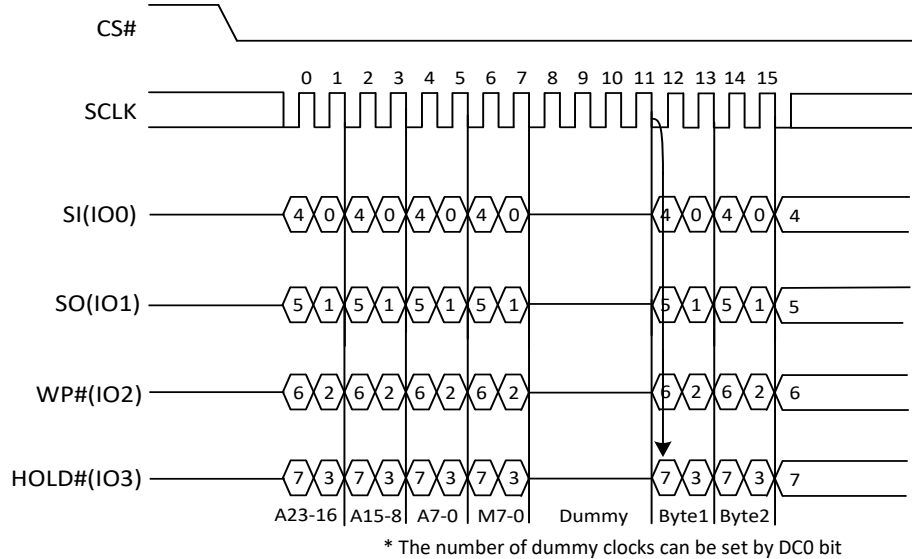 CS#
0 1 2 3 4 5 6 7 8 9 10 11 12 13 14 15
SCLK
SI(IO0) 4 0 4 0 4 0 4 0 4 0 4 0 4
SO(IO1) 5 1 5 1 5 1 5 1 5 1 5 1 5
WP#(IO2) 6 2 6 2 6 2 6 2 6 2 6 2 6
HOLD#(IO3) 7 3 7 3 7 3 7 3 7 3 7 3 7
A23-16 A15-8 A7-0 M7-0 Dummy Byte1 Byte2
* The number of dummy clocks can be set by DC0 bit